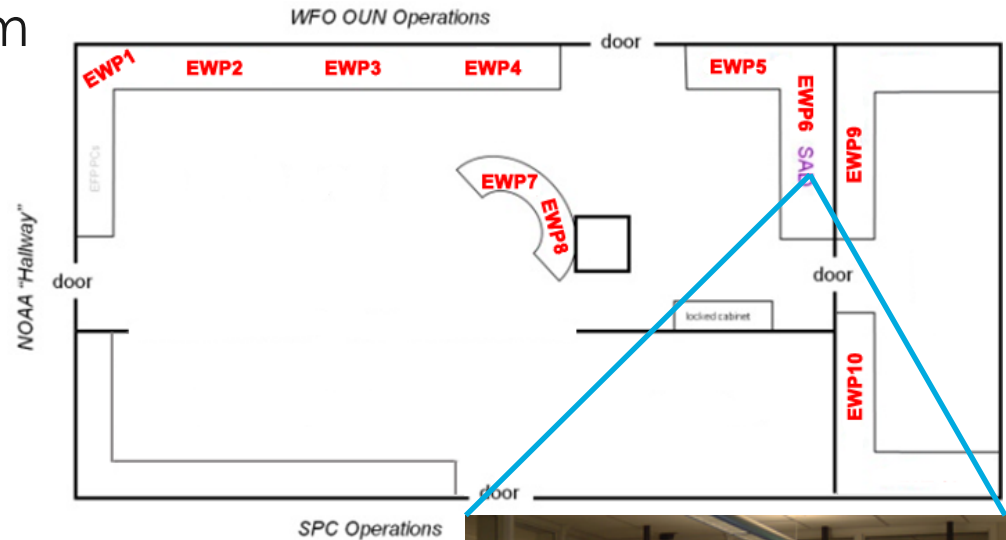 m
WFO OUN Operations
door
EWP1
EWP2
EWP3
EWP4
EWP5
EWP6
SAD
EWP9
EFP PCs
EWP7
EWP8
NOAA "Hallway"
door
door
locked cabinet
EWP10
door
SPC Operations